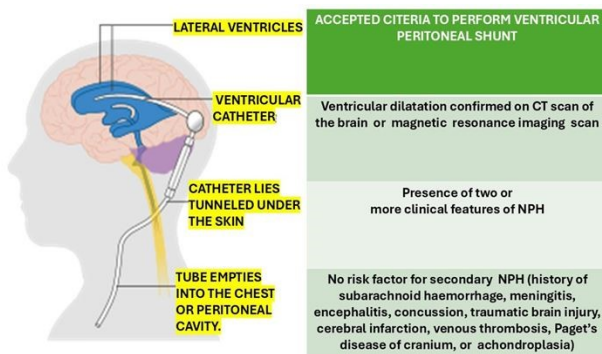 LATERAL VENTRICLES
VENTRICULAR
CATHETER
CATHETER LIES
TUNNELED UNDER
THE SKIN
TUBE EMPTIES
INTO THE CHEST
OR PERITONEAL
CAVITY.
ACCEPTED CITERIA TO PERFORM VENTRICULAR
PERITONEAL SHUNT
Ventricular dilatation confirmed on CT scan of
the brain or magnetic resonance imaging scan
Presence of two or
more clinical features of NPH
No risk factor for secondary NPH (history of
subarachnoid haemorrhage, meningitis,
encephalitis, concussion, traumatic brain injury,
cerebral infarction, venous thrombosis, Paget's
disease of cranium, or achondroplasia)